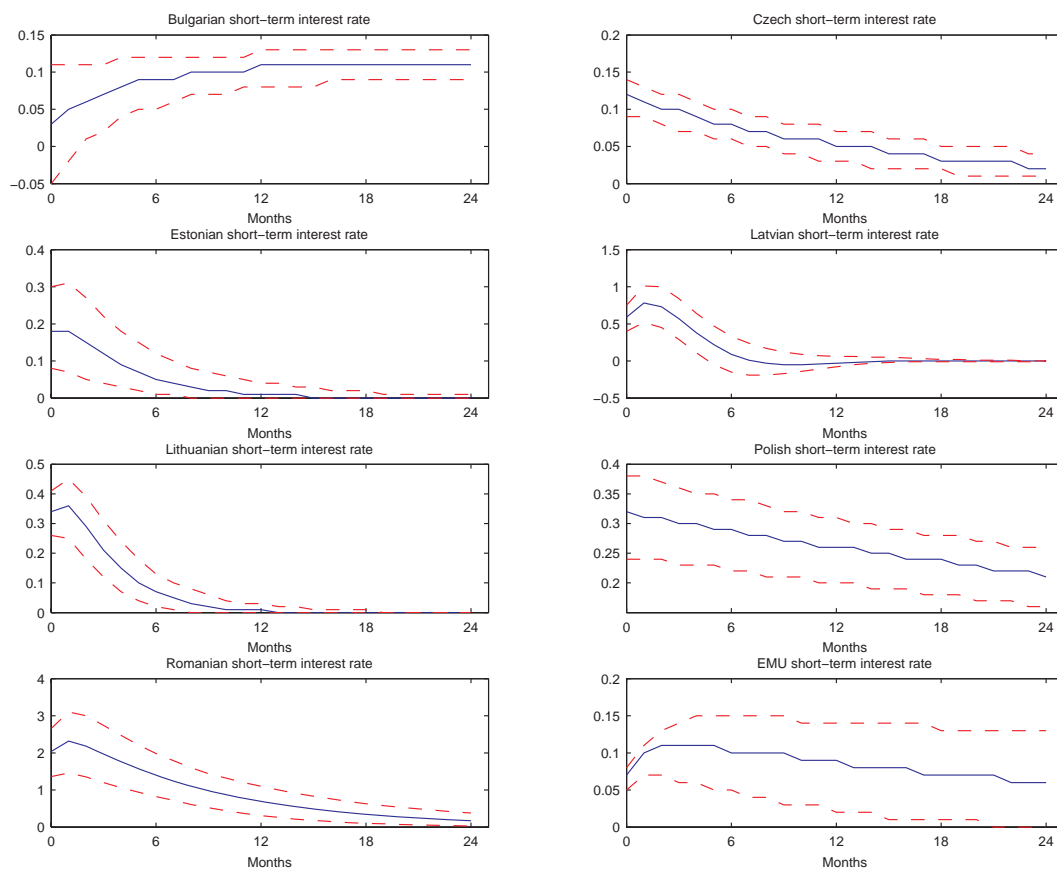 Bulgarian short−term interest rate
0.15
0.1
0.05
0
−0.05
0 6 12 18 24
Months
Czech short−term interest rate
0.2
0.15
0.1
0.05
0
0 6 12 18 24
Months
Estonian short−term interest rate
0.4
0.3
0.2
0.1
0
0 6 12 18 24
Months
Latvian short−term interest rate
1.5
1
0.5
0
−0.5
0 6 12 18 24
Months
Lithuanian short−term interest rate
0.5
0.4
0.3
0.2
0.1
0
0 6 12 18 24
Months
Polish short−term interest rate
0.4
0.35
0.3
0.25
0.2
0 6 12 18 24
Months
Romanian short−term interest rate
4
3
2
1
0
0 6 12 18 24
Months
EMU short−term interest rate
0.2
0.15
0.1
0.05
0
0 6 12 18 24
Months